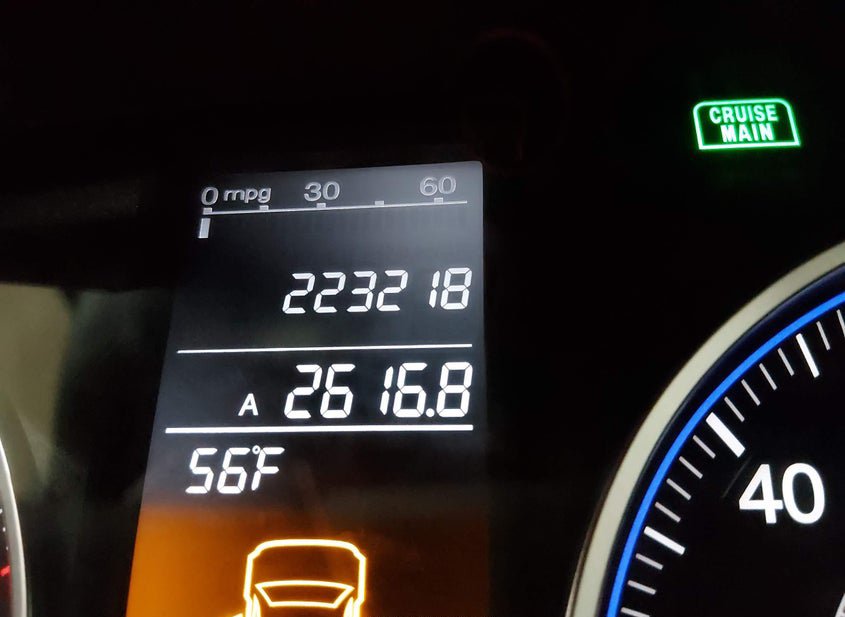 CRUISE
MAIN
0 mpg 30 60
223218
A 2616.8
56°F
40